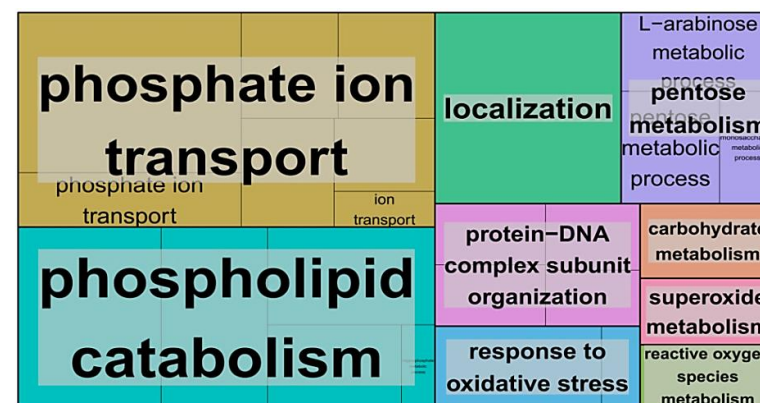 phosphate ion
transport
phosphate ion
transport
ion
transport
localization
L−arabinose
metabolic
process
pentose
metabolism
pentose
metabolic
process
phospholipid
catabolism
protein−DNA
complex subunit
organization
response to
oxidative stress
carbohydrate
metabolism
superoxide
metabolism
reactive oxyge
species
metabolism